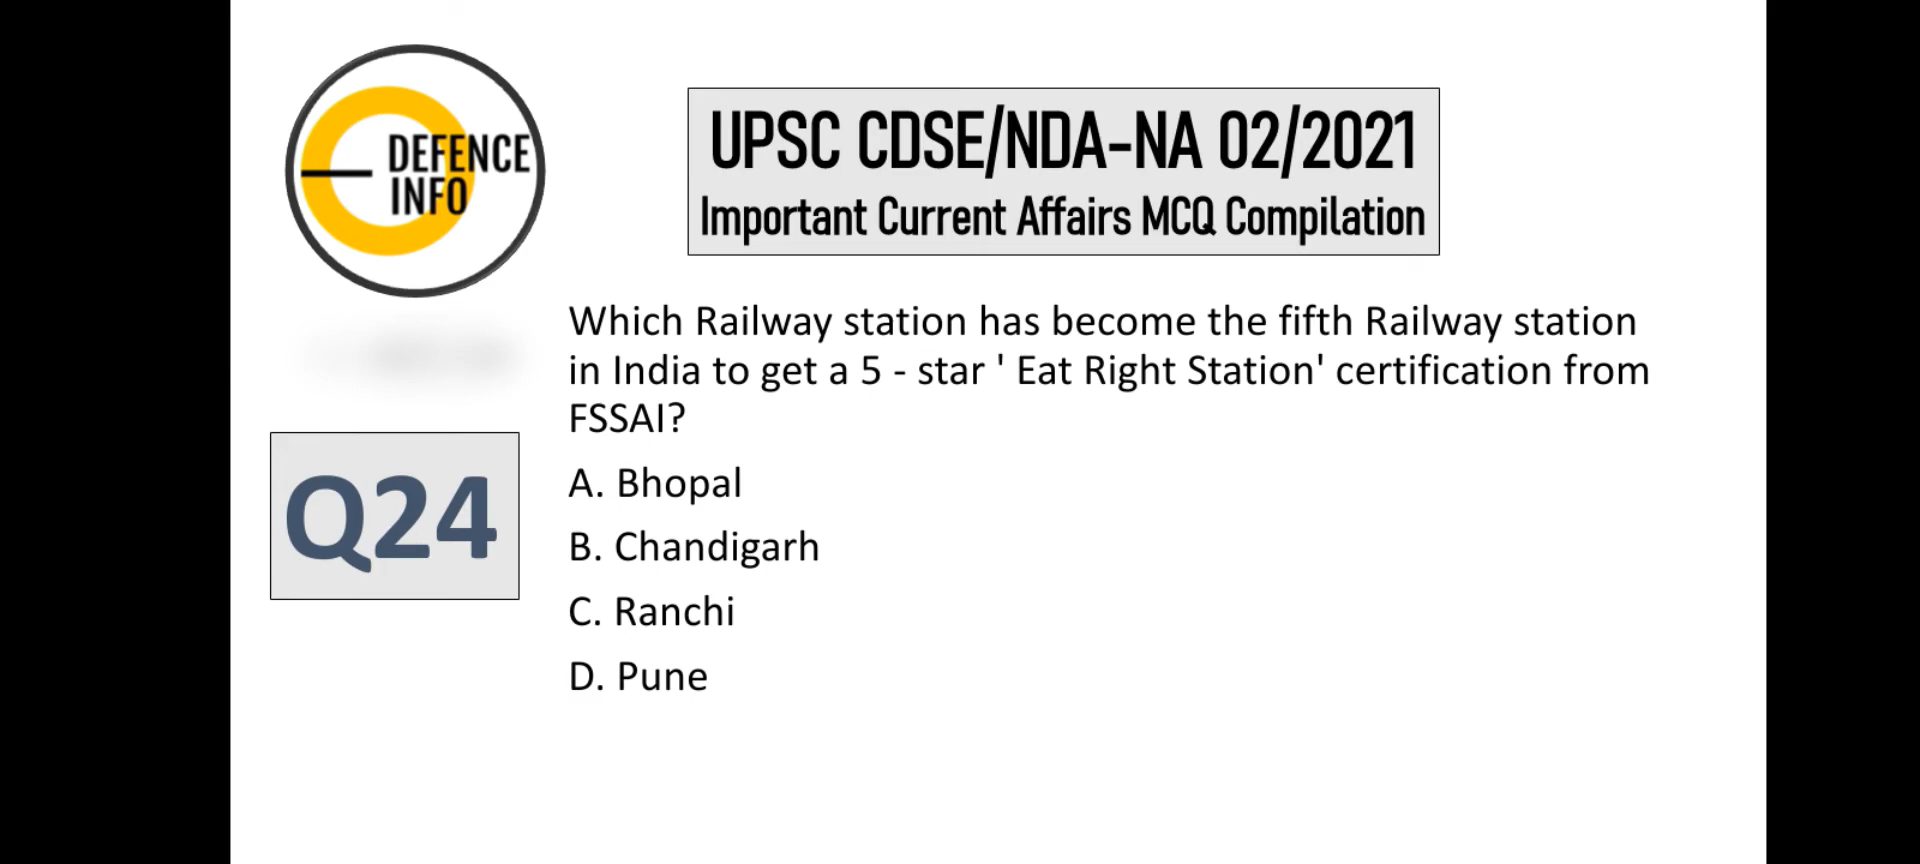 DEFENCE
INFO
UPSC CDSE/NDA-NA 02/2021
Important Current Affairs MCQ Compilation
Q24
Which Railway station has become the fifth Railway station
in India to get a 5 - star ' Eat Right Station' certification from
FSSAI?
A. Bhopal
B. Chandigarh
C. Ranchi
D. Pune